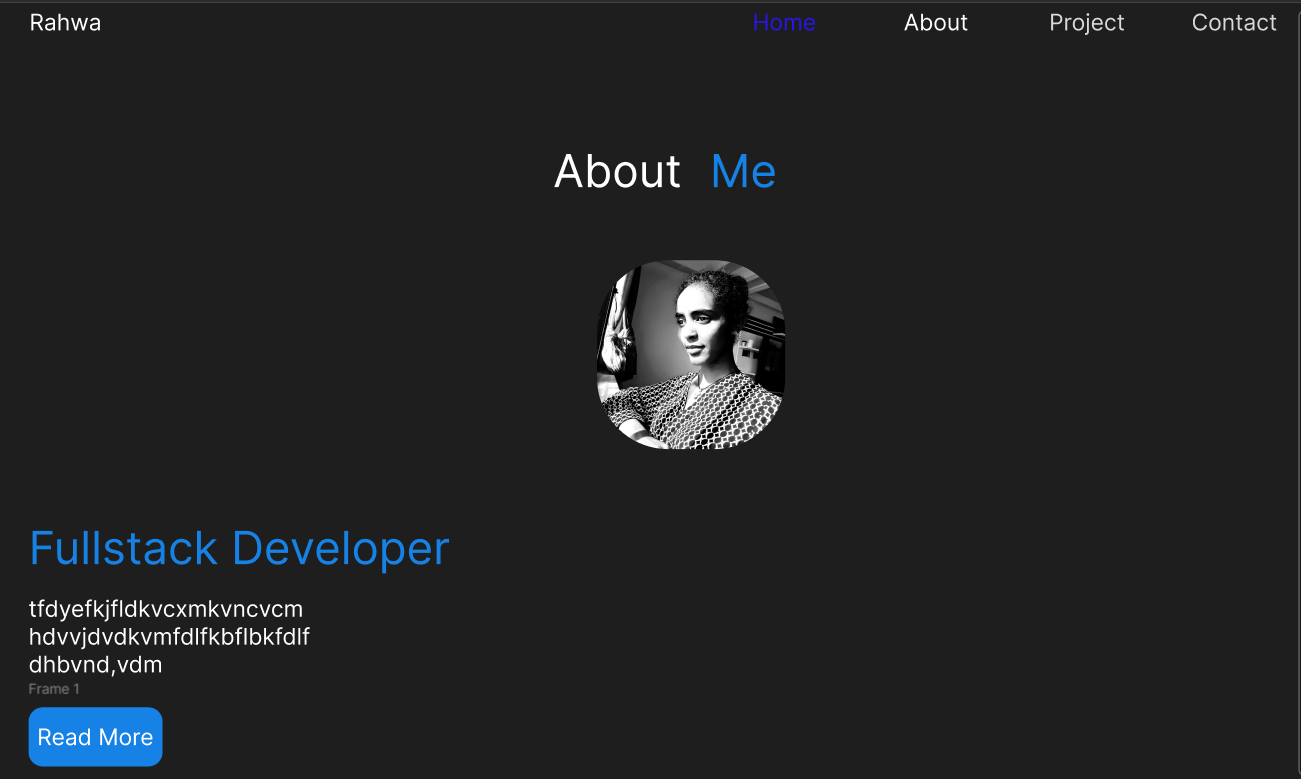 Rahwa Home About Project Contact
About Me
Fullstack Developer
tfdyefkjfldkvcxmkvncvcm
hdvvjdvdkvmfdlfkbflbkfdlf
dhbvnd,vdm
Frame 1
Read More